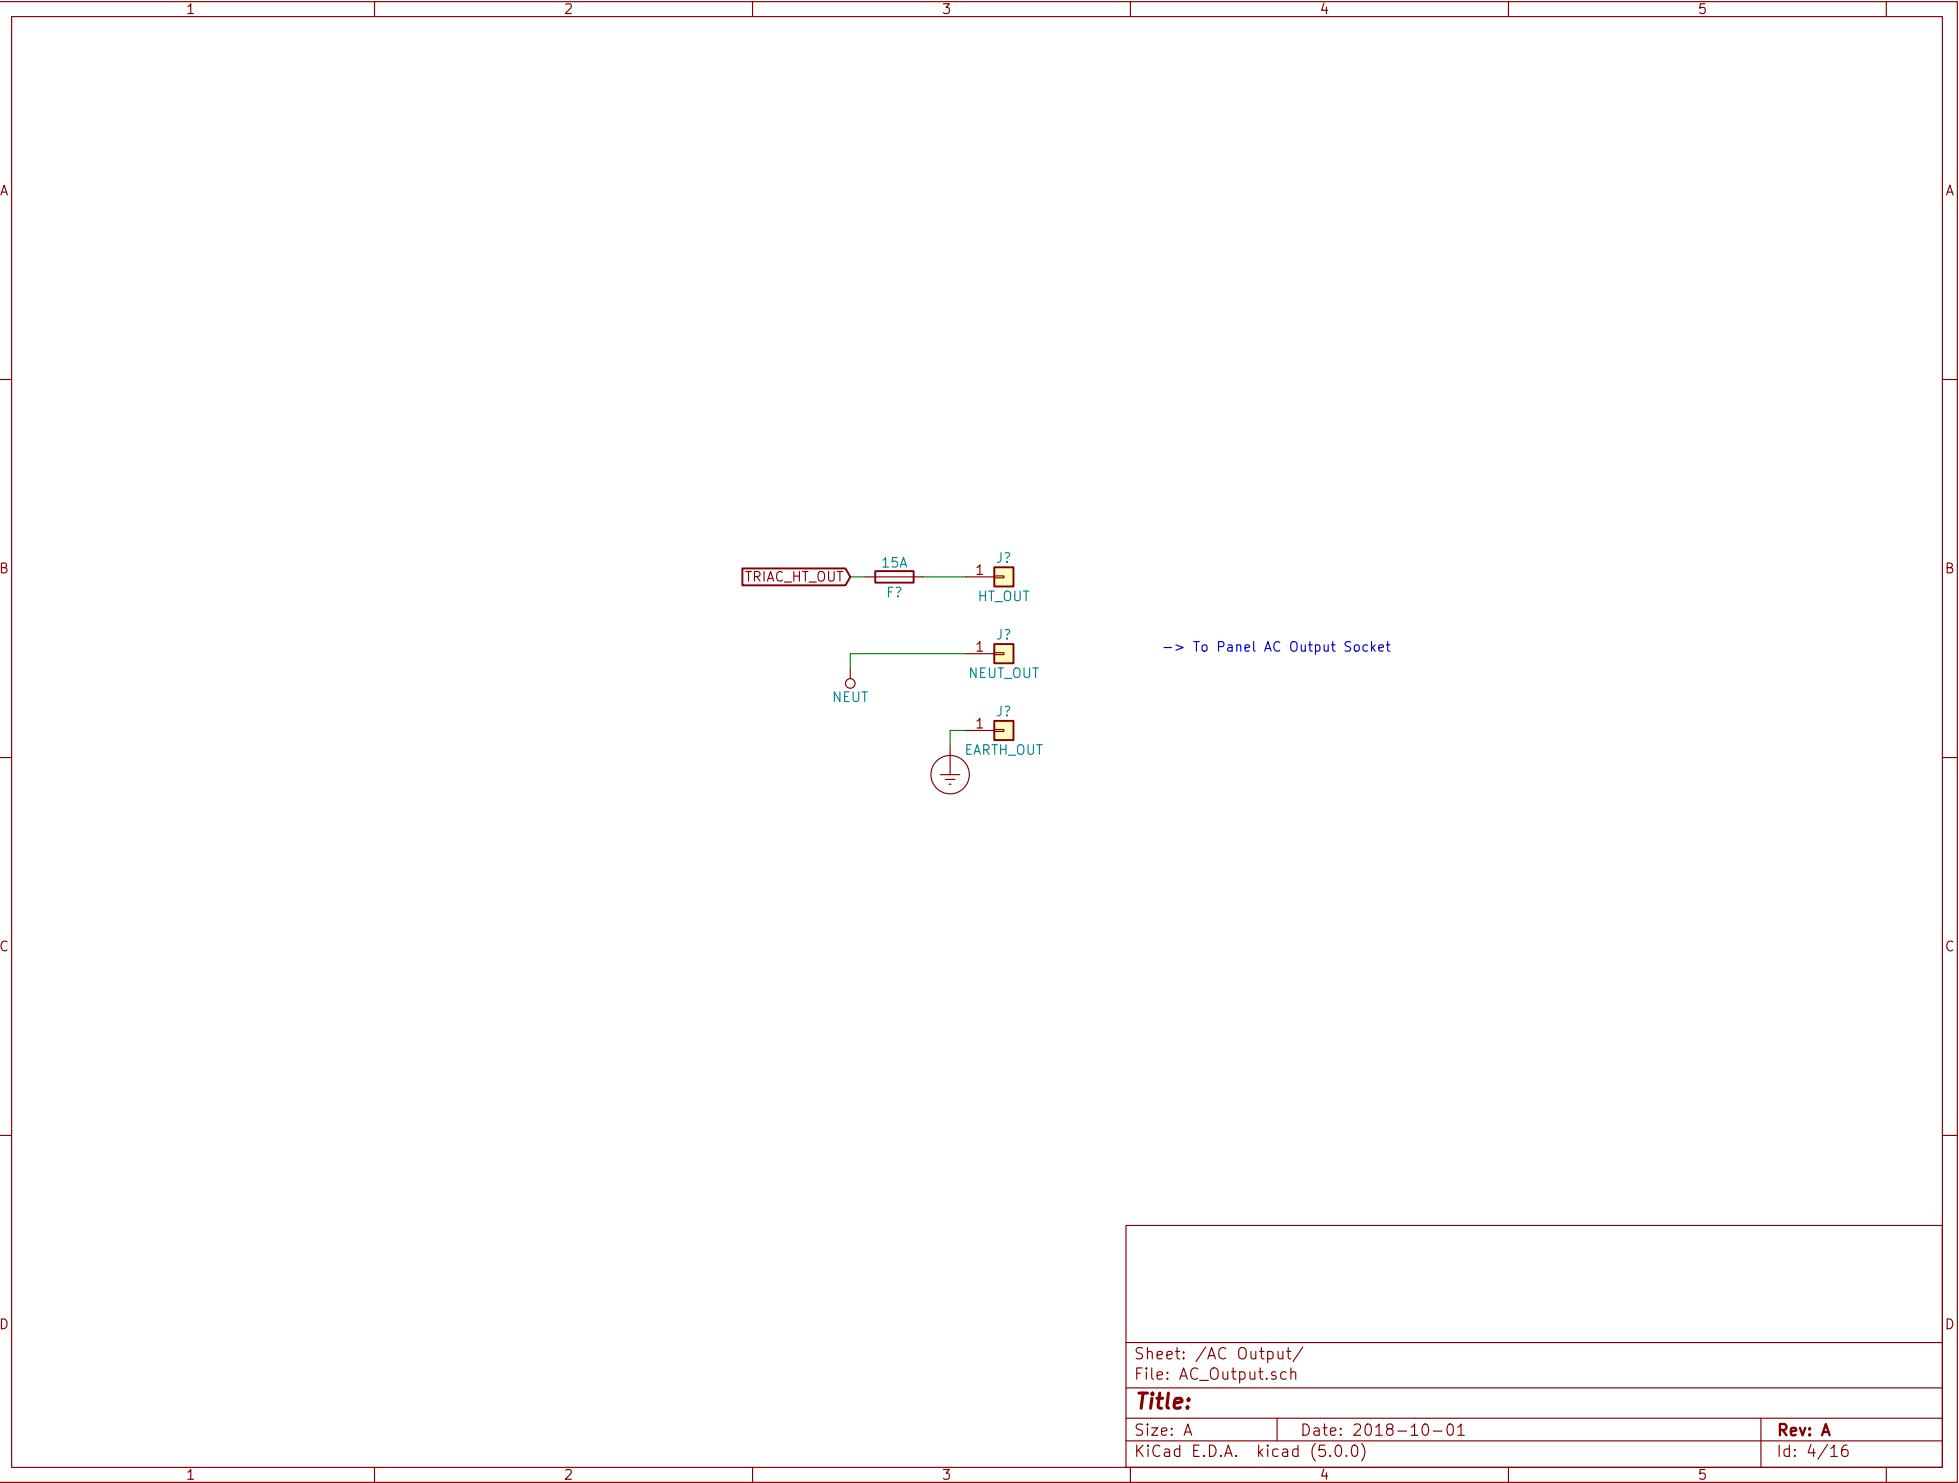 1 2 3 4 5
A A
B B
C C
D D
15A
TRIAC_HT_OUT
F?
J?
1
HT_OUT
J?
1
NEUT_OUT
NEUT
-> To Panel AC Output Socket
J?
1
EARTH_OUT
Sheet: /AC Output/
File: AC_Output.sch
Title:
Size: A Date: 2018-10-01 Rev: A
KiCad E.D.A. kicad (5.0.0) Id: 4/16
1 2 3 4 5